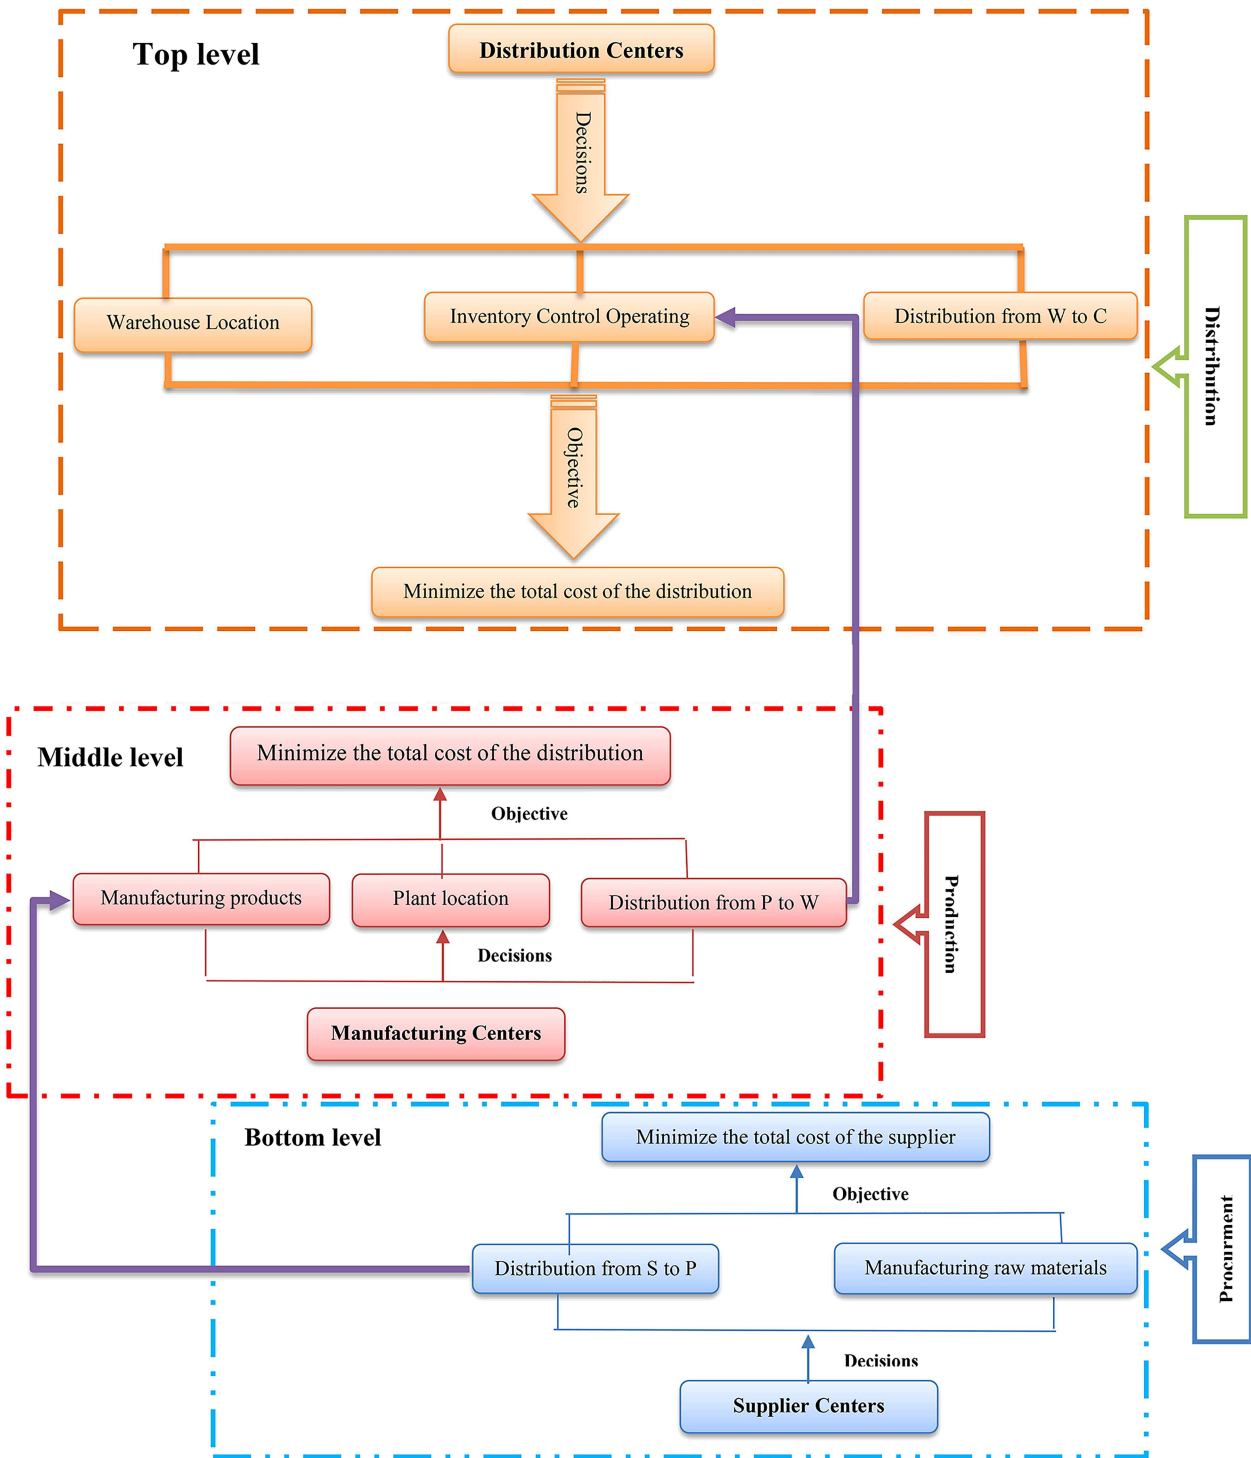 Top level
Distribution Centers
Decisions
Warehouse Location
Inventory Control Operating
Distribution from W to C
Distribution
Objective
Minimize the total cost of the distribution
Middle level
Minimize the total cost of the distribution
Objective
Manufacturing products
Plant location
Distribution from P to W
Production
Decisions
Manufacturing Centers
Bottom level
Minimize the total cost of the supplier
Objective
Distribution from S to P
Manufacturing raw materials
Procurment
Decisions
Supplier Centers